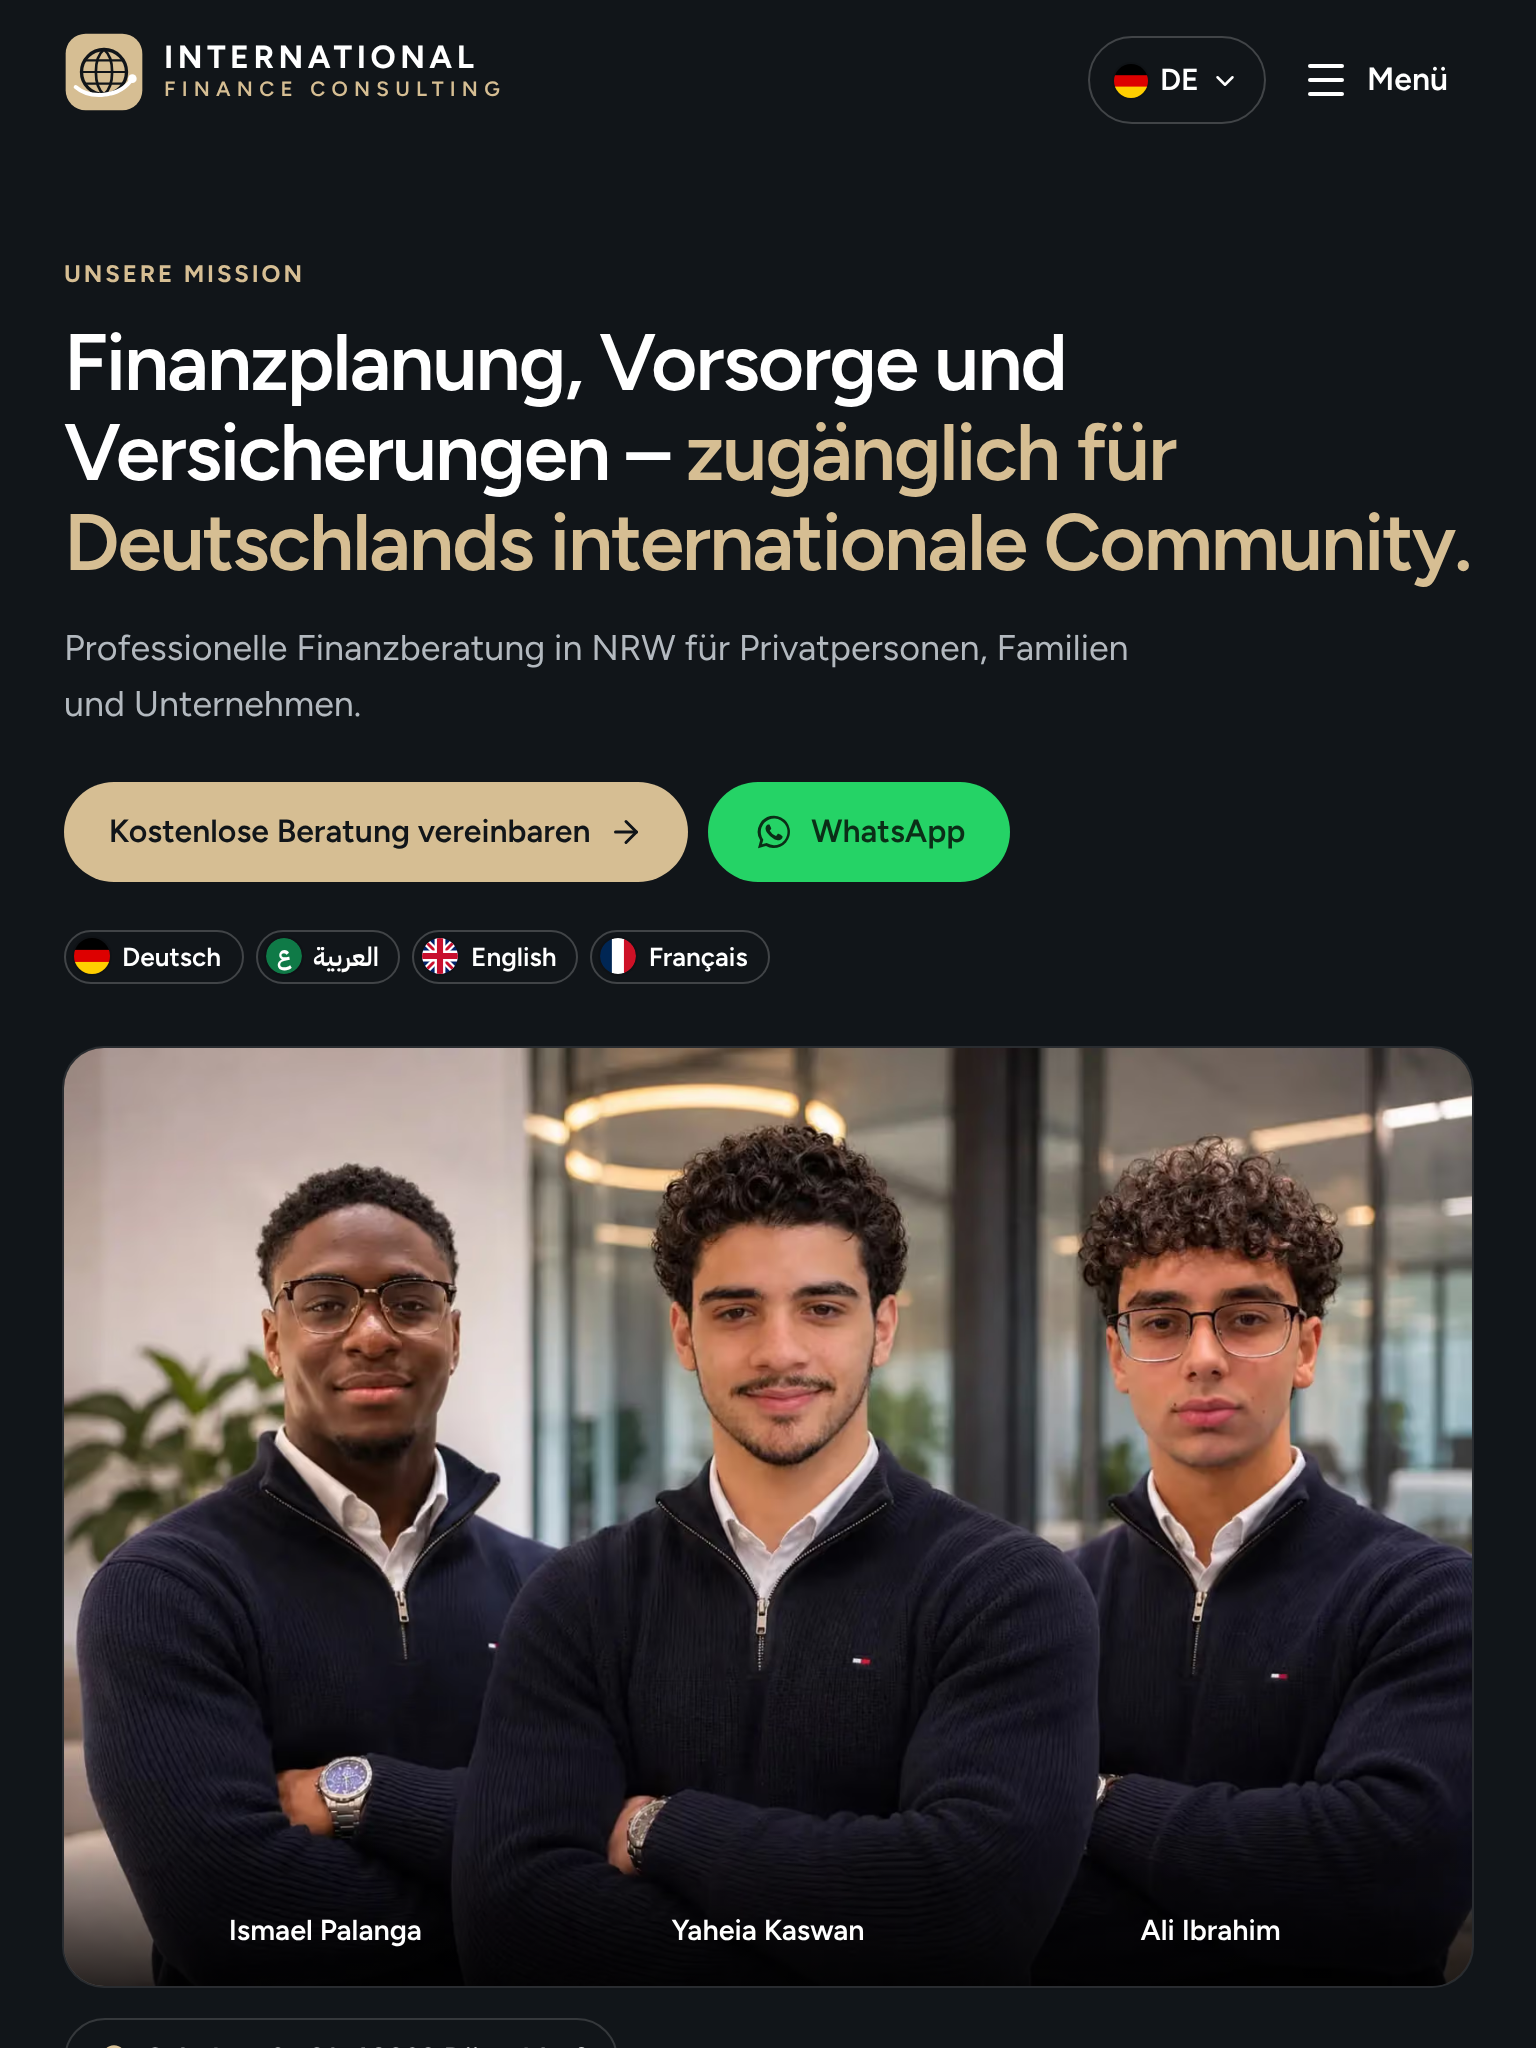 INTERNATIONAL
FINANCE CONSULTING
DE
Menü
UNSERE MISSION
Finanzplanung, Vorsorge und
Versicherungen – zugänglich für
Deutschlands internationale Community.
Professionelle Finanzberatung in NRW für Privatpersonen, Familien
und Unternehmen.
Kostenlose Beratung vereinbaren →
WhatsApp
Deutsch
ع العربية
English
Français
Ismael Palanga
Yaheia Kaswan
Ali Ibrahim